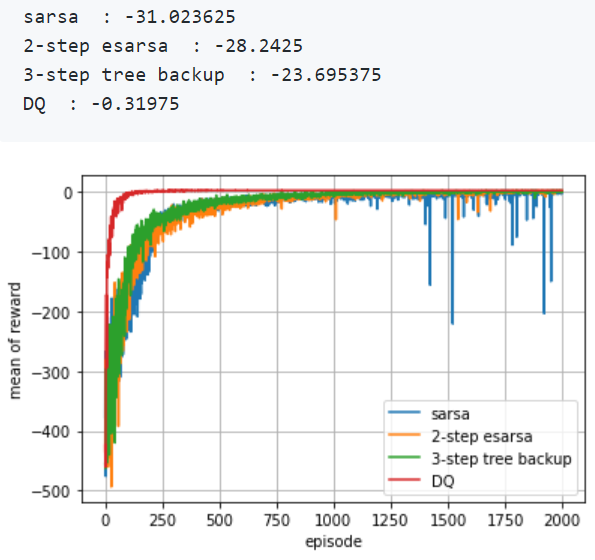 sarsa  : -31.023625
2-step esarsa  : -28.2425
3-step tree backup  : -23.695375
DQ  : -0.31975
0
−100
−200
−300
−400
−500
mean of reward
sarsa
2-step esarsa
3-step tree backup
DQ
0 250 500 750 1000 1250 1500 1750 2000
episode